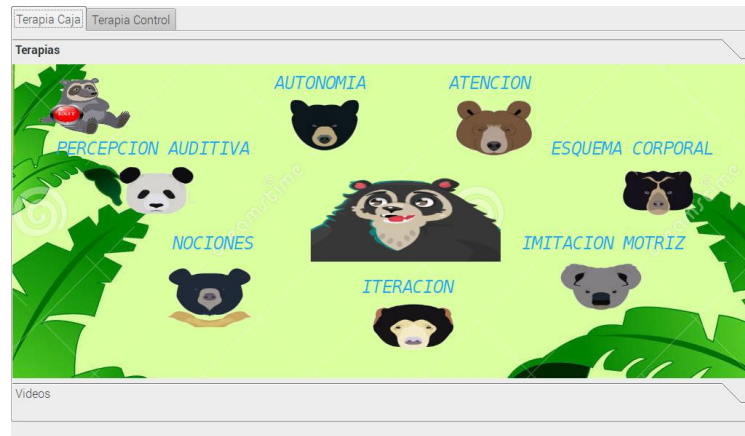 Terapia Caja Terapia Control
Terapias
AUTONOMIA ATENCION
PERCEPCION AUDITIVA ESQUEMA CORPORAL
NOCIONES IMITACION MOTRIZ
ITERACION
Videos